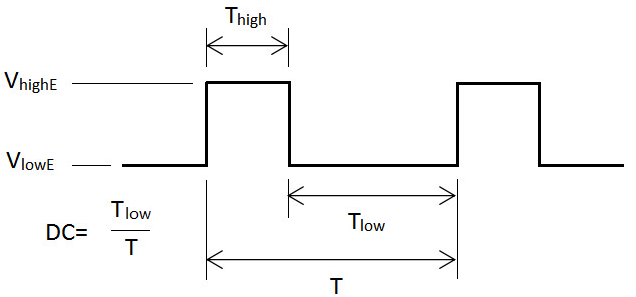 Thigh
VhighE
VlowE
Tlow
DC= Tlow
T
T